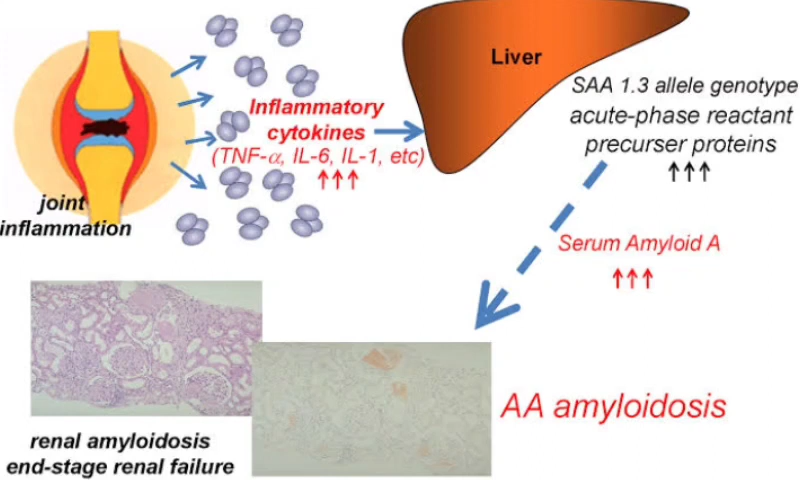 Liver
SAA 1.3 allele genotype
acute-phase reactant
precurser proteins
↑↑↑
Inflammatory
cytokines
(TNF-α, IL-6, IL-1, etc)
↑↑↑
joint
inflammation
Serum Amyloid A
↑↑↑
AA amyloidosis
renal amyloidosis
end-stage renal failure